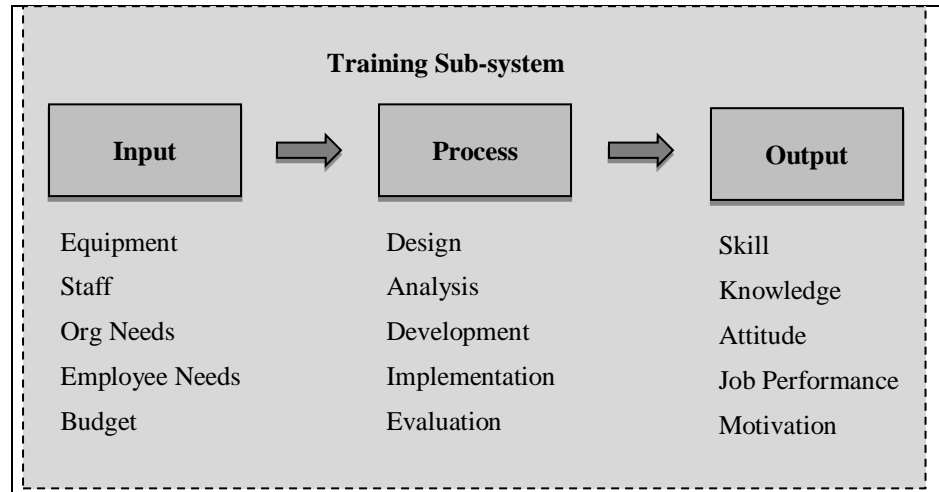 Training Sub-system
Input
Process
Output
Equipment
Staff
Org Needs
Employee Needs
Budget
Design
Analysis
Development
Implementation
Evaluation
Skill
Knowledge
Attitude
Job Performance
Motivation